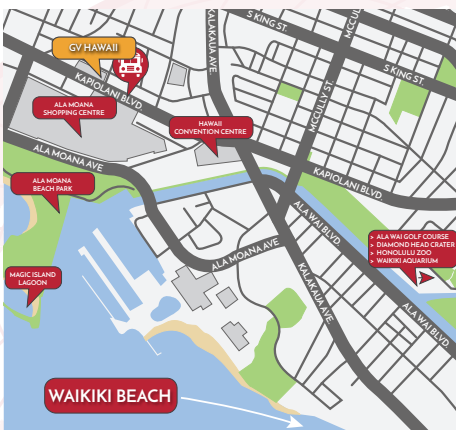 S KING ST.
MCCULLY
KALAKAUA AVE.
GV HAWAII
S KING ST.
KAPIOLANI BLVD.
ALA MOANA
SHOPPING CENTRE
MCCULLY ST.
HAWAII
CONVENTION CENTRE
ALA MOANA AVE
KAPIOLANI BLVD.
ALA MOANA
BEACH PARK
ALA WAI BLVD.
> ALA WAI GOLF COURSE
> DIAMOND HEAD CRATER
> HONOLULU ZOO
> WAIKIKI AQUARIUM
ALA MOANA AVE
MAGIC ISLAND
LAGOON
KALAKAUA AVE.
ALA WAI BLVD.
WAIKIKI BEACH